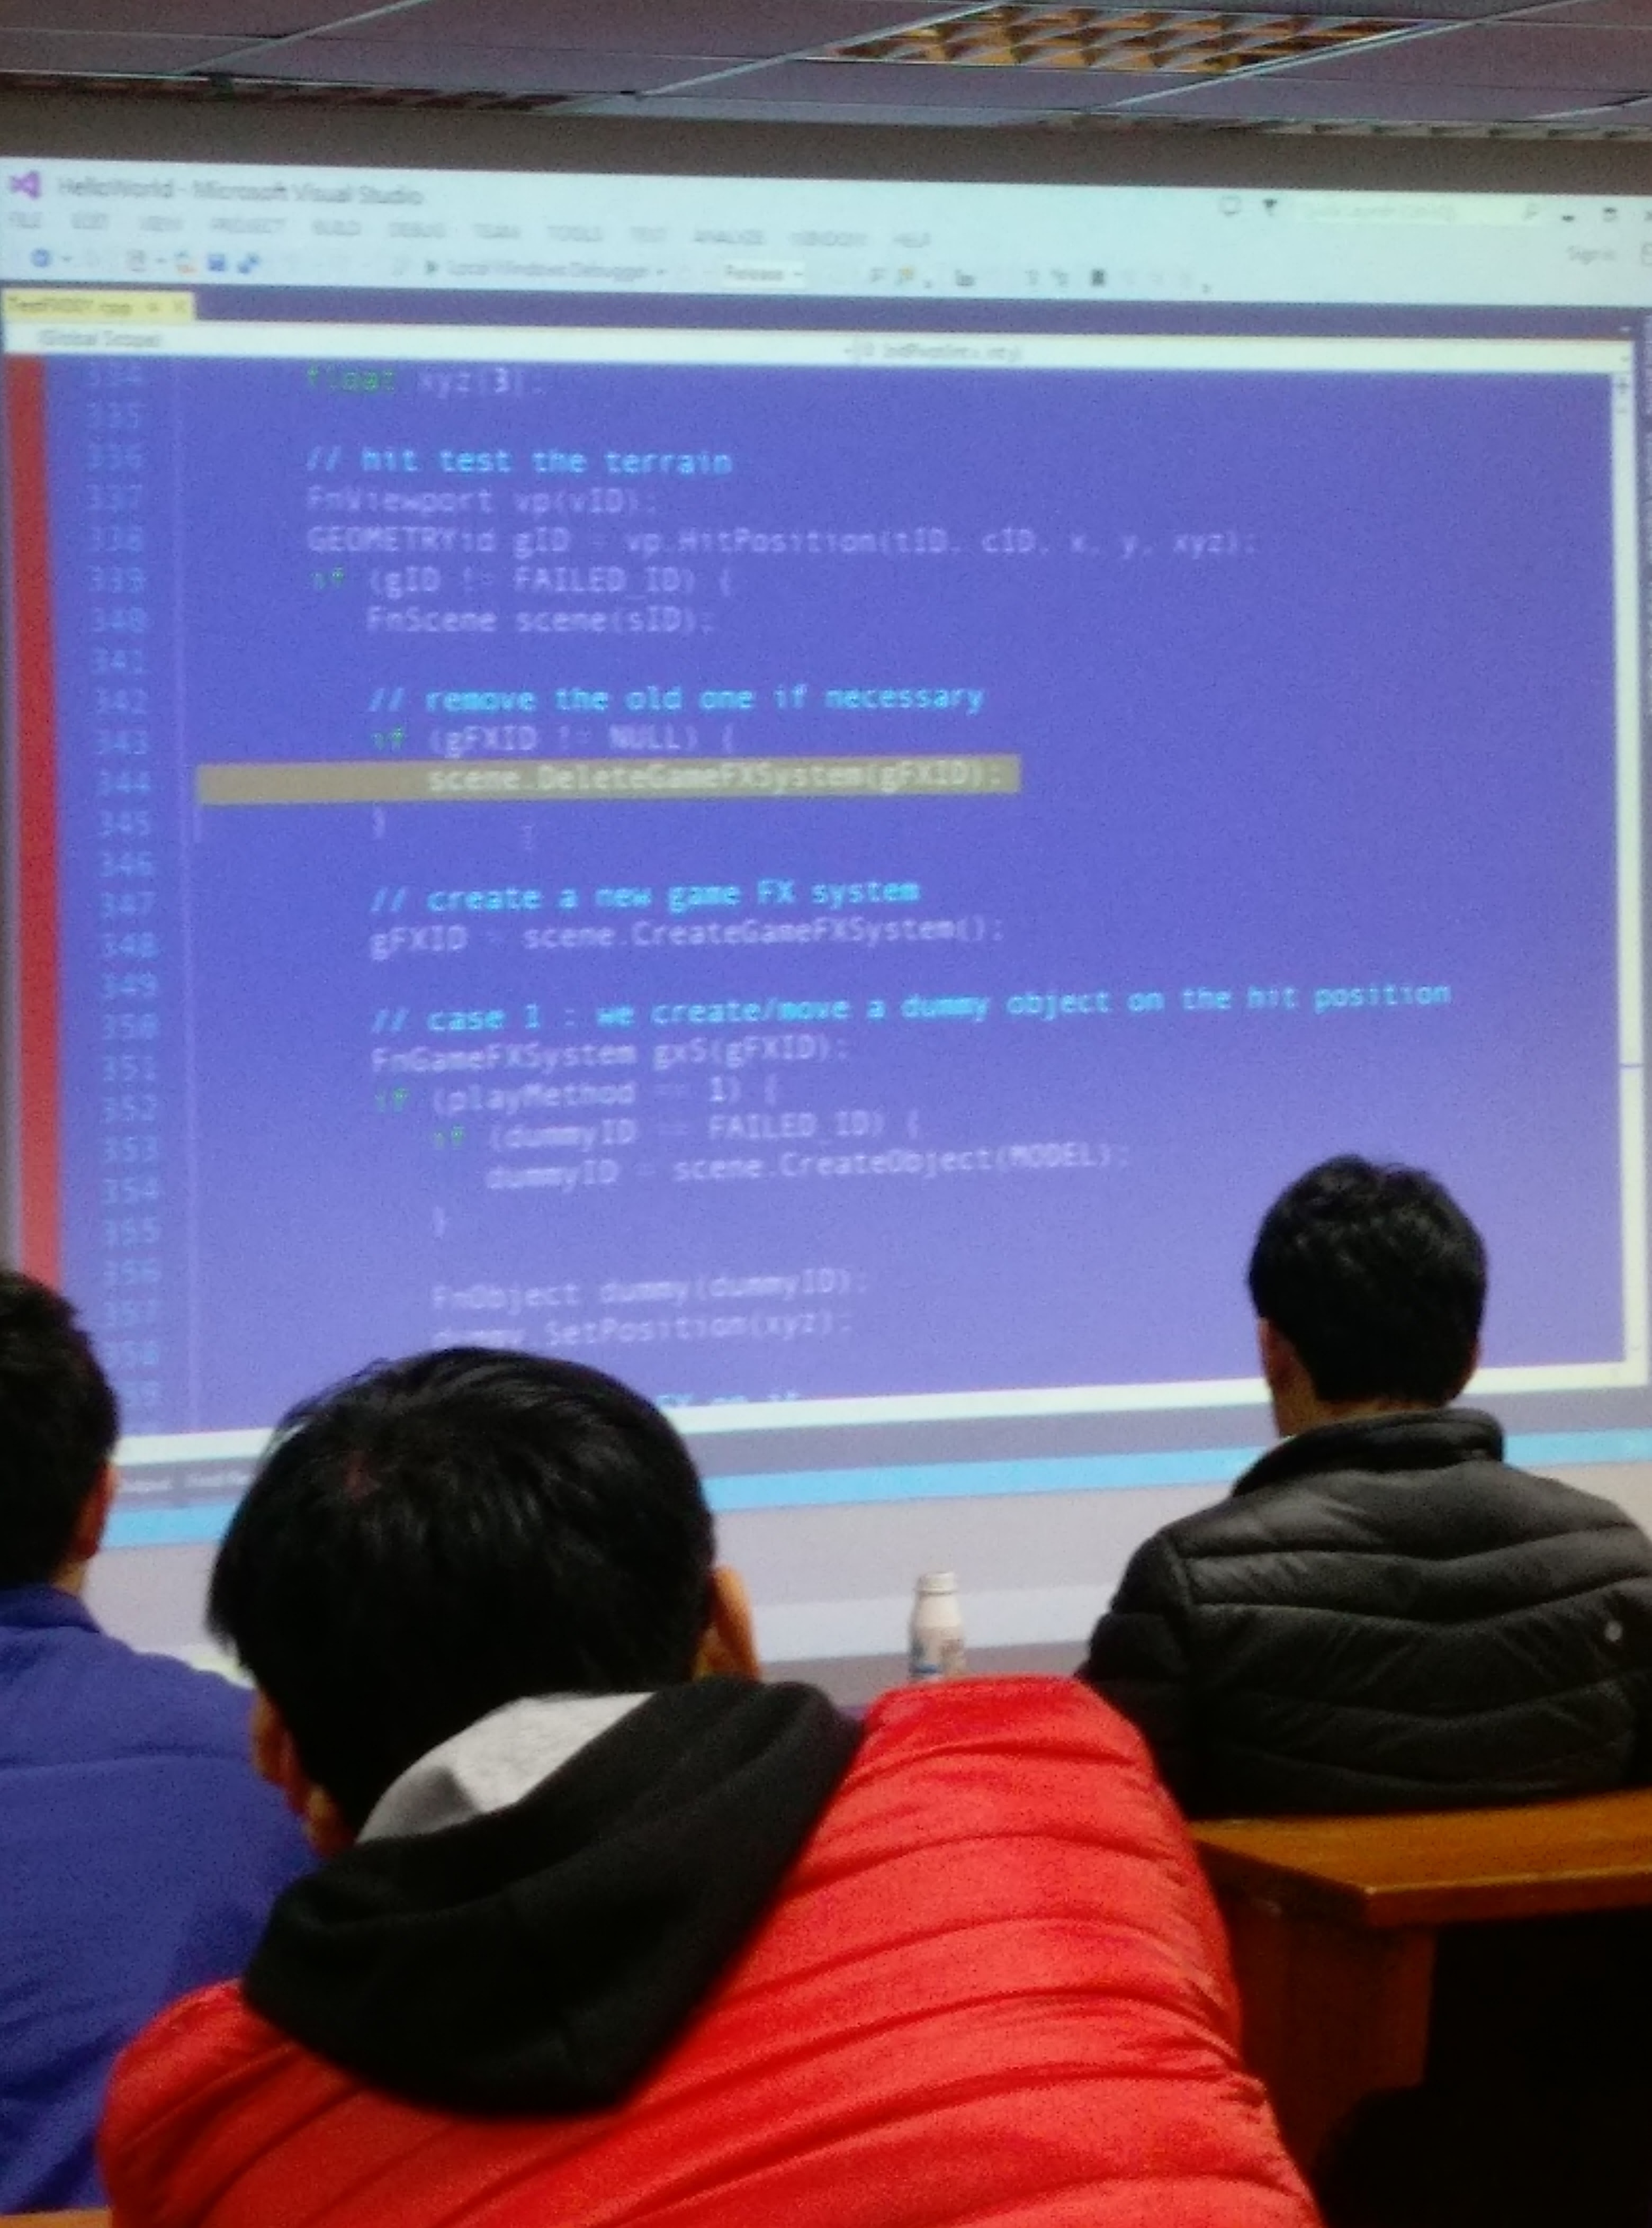 HelloWorld - Microsoft Visual Studio
FILE EDIT VIEW PROJECT BUILD DEBUG TEAM TOOLS TEST ANALYZE WINDOW HELP
Sign in
Local Windows Debugger Release
(Global Scope)
334 float xyz[3];
335
336 // hit test the terrain
337 FnViewport vp(vID);
338 GEOMETRYid gID = vp.HitPosition(tID, cID, x, y, xyz);
339 if (gID != FAILED_ID) {
340 FnScene scene(sID);
341
342 // remove the old one if necessary
343 if (gFXID != NULL) {
344 scene.DeleteGameFXSystem(gFXID);
345 }
346
347 // create a new game FX system
348 gFXID = scene.CreateGameFXSystem();
349
350 // case 1 : we create/move a dummy object on the hit position
351 FnGameFXSystem gxS(gFXID);
352 if (playMethod == 1) {
353 if (dummyID == FAILED_ID) {
354 dummyID = scene.CreateObject(MODEL);
355 }
356
357 FnObject dummy(dummyID);
358 dummy.SetPosition(xyz);
59